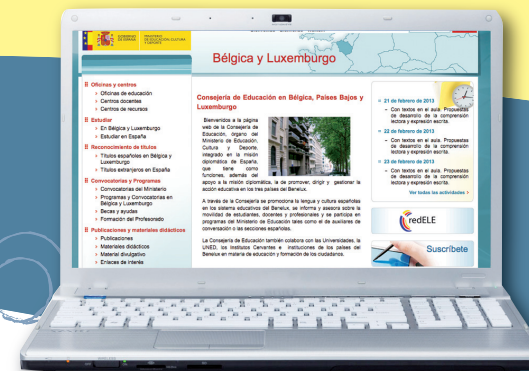 GOBIERNO DE ESPAÑA
MINISTERIO DE EDUCACIÓN, CULTURA Y DEPORTE
Bélgica y Luxemburgo
Oficinas y centros
Oficinas de educación
Centros docentes
Centros de recursos
Estudiar
En Bélgica y Luxemburgo
Estudiar en España
Reconocimiento de títulos
Títulos españoles en Bélgica y
Luxemburgo
Títulos extranjeros en España
Convocatorias y Programas
Convocatorias del Ministerio
Programas y Convocatorias en
Bélgica y Luxemburgo
Becas y ayudas
Formación del Profesorado
Publicaciones y materiales didácticos
Publicaciones
Materiales didácticos
Material divulgativo
Enlaces de interés
Consejería de Educación en Bélgica, Países Bajos y
Luxemburgo
Bienvenidos a la página
web de la Consejería de
Educación, órgano del
Ministerio de Educación,
Cultura y Deporte,
integrado en la misión
diplomática de España,
que tiene como
funciones, además del
apoyo a la misión diplomática, la de promover, dirigir y gestionar la
acción educativa en los tres países del Benelux.
A través de la Consejería se promociona la lengua y cultura españolas
en los sistemas educativos del Benelux, se informa y asesora sobre la
movilidad de estudiantes, docentes y profesionales y se participa en
programas del Ministerio de Educación tales como el de auxiliares de
conversación o las secciones españolas.
La Consejería de Educación también colabora con las Universidades, la
UNED, los Institutos Cervantes e instituciones de los países del
Benelux en materia de educación y formación de los ciudadanos.
21 de febrero de 2013
– Con textos en el aula. Propuestas
de desarrollo de la comprensión
lectora y expresión escrita.
22 de febrero de 2013
– Con textos en el aula. Propuestas
de desarrollo de la comprensión
lectora y expresión escrita.
23 de febrero de 2013
– Con textos en el aula. Propuestas
de desarrollo de la comprensión
lectora y expresión escrita.
Ver todas las actividades >
redELE
Suscríbete